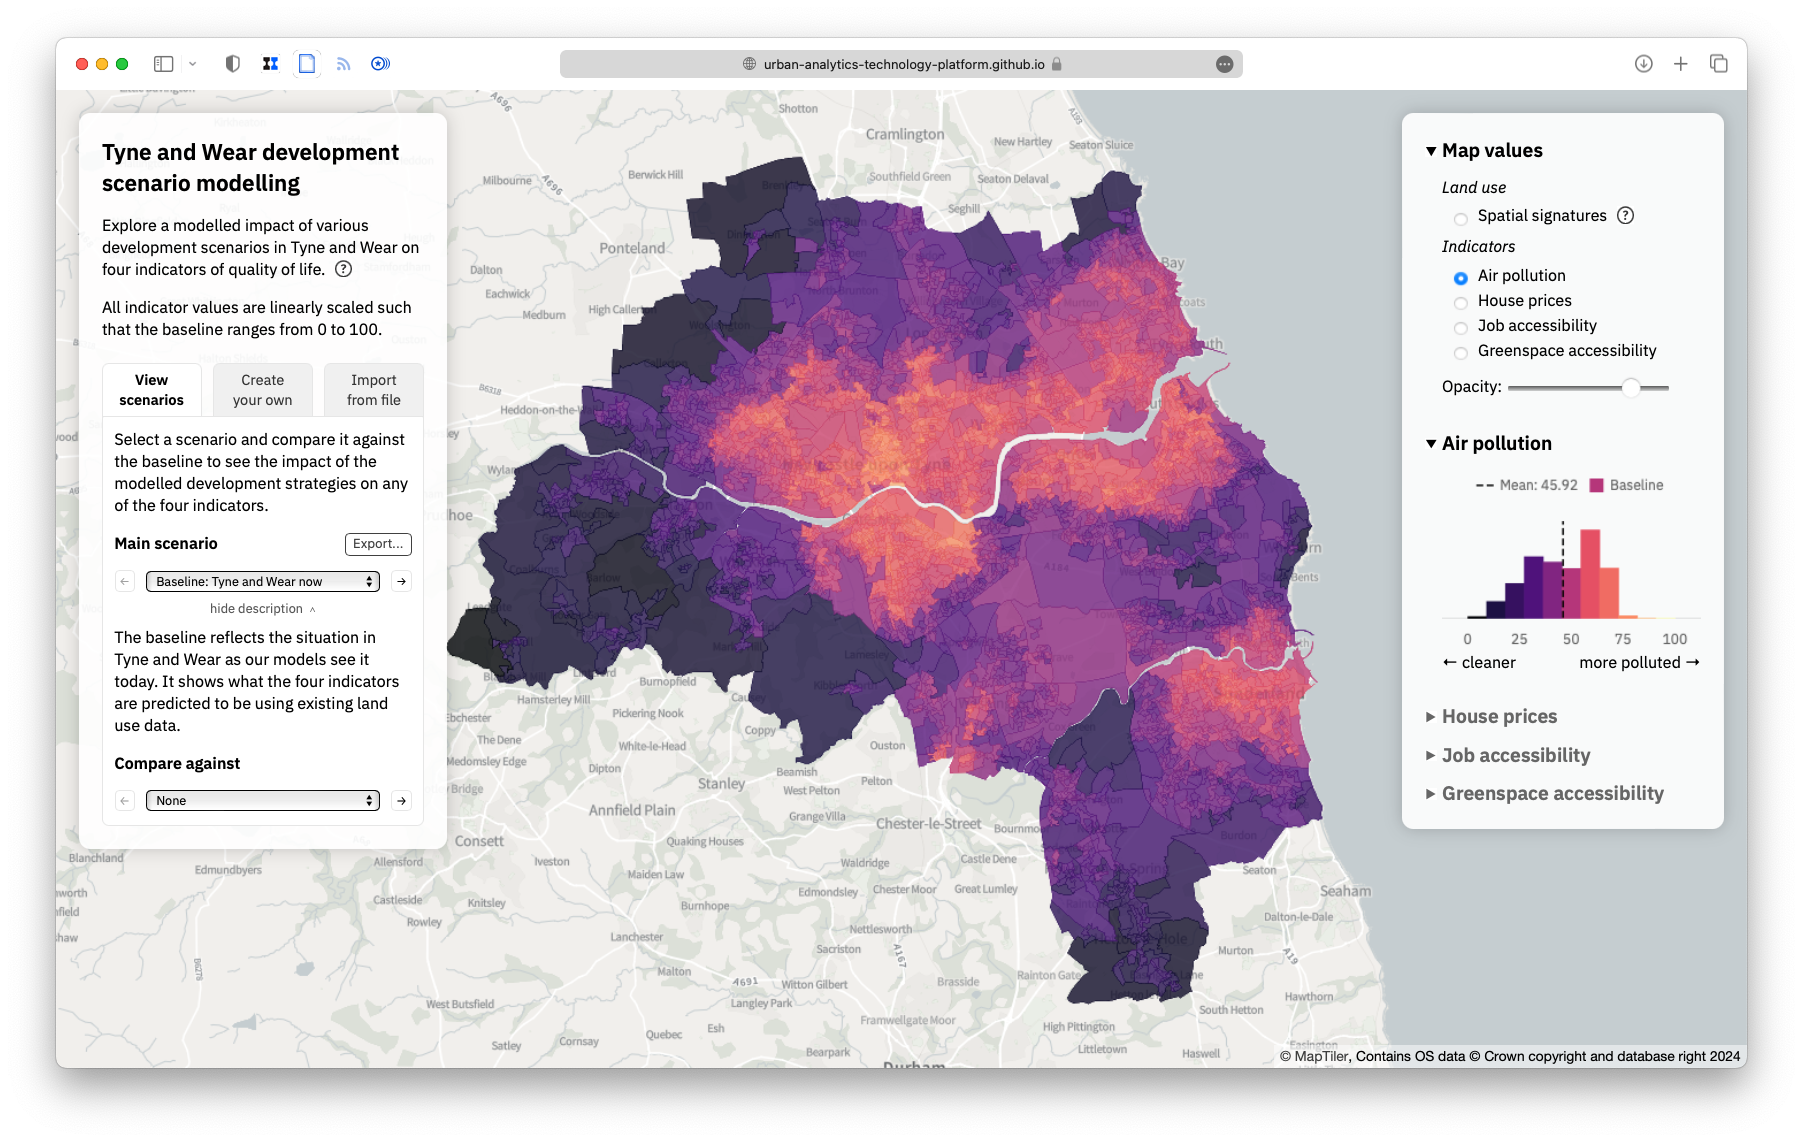 urban-analytics-technology-platform.github.io
Tyne and Wear development
scenario modelling
Explore a modelled impact of various
development scenarios in Tyne and Wear on
four indicators of quality of life. ?
All indicator values are linearly scaled such
that the baseline ranges from 0 to 100.
View
scenarios
Create
your own
Import
from file
Select a scenario and compare it against
the baseline to see the impact of the
modelled development strategies on any
of the four indicators.
Main scenario
Export...
← Baseline: Tyne and Wear now →
hide description ^
The baseline reflects the situation in
Tyne and Wear as our models see it
today. It shows what the four indicators
are predicted to be using existing land
use data.
Compare against
← None →
Map values
Land use
Spatial signatures ?
Indicators
Air pollution
House prices
Job accessibility
Greenspace accessibility
Opacity:
Air pollution
Mean: 45.92 Baseline
0 25 50 75 100
← cleaner more polluted →
House prices
Job accessibility
Greenspace accessibility
A696
Shotton
Cramlington
A193
New Hartley
Seaton Sluice
Milbourne
A696
Berwick Hill
Southfield Green
Seaton Delaval
Seghill
Ponteland
Dalton
Eachwick
Medburn
High Callerton
B6318
Heddon-on-the-
Bay
Hamsterley Mill
Burnopfield
Pickering Nook
Ebchester
The Dene
White-le-Head
Coppy
Ouston
Medomsley Edge
Dipton
Beamish
Pelton
Stanley
West Pelton
Annfield Plain
Grange Villa
Chester-le-Street
Consett
Quaking Houses
Blanchland
Edmundbyers
Allensford
Iveston
Waldridge
Castle Dene
Maiden Law
Edmondsley
Chester Moor
Great Lumley
Castleside
Knitsley
Burnhope
Rowley
Nettlesworth
Lanchester
Sacriston
A167
Burdon
Seaton
Seaham
Dalton-le-Dale
Murton
A19
B6278
Malton
A691
Witton Gilbert
Brasside
Rainton Gate
Langley Park
West Butsfield
Framwellgate Moor
Hawthorn
South Hetton
Quebec
Esh
High Pittington
Satley
Cornsay
Bearpark
Durham
Littletown
Haswell
Easington
© MapTiler, Contains OS data © Crown copyright and database right 2024